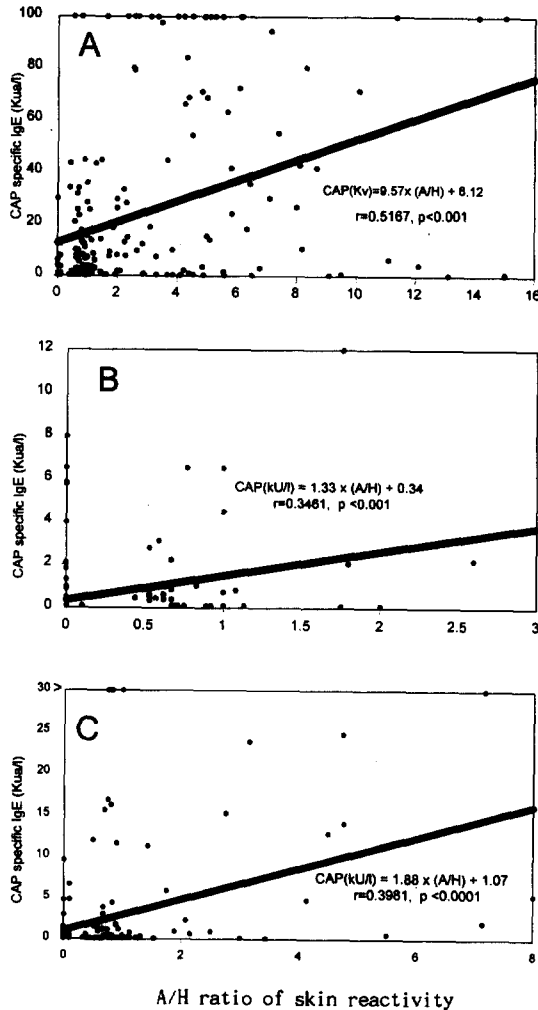 A
CAP specific IgE (Kua/l)
100
80
60
40
20
0
CAP(Kv)=9.57x (A/H) + 6.12
r=0.5167, p<0.001
0 2 4 6 8 10 12 14 16
B
CAP specific IgE (Kua/l)
12
10
8
6
4
2
0
CAP(kU/l) = 1.33 x (A/H) + 0.34
r=0.3461, p <0.001
0 0.5 1 1.5 2 2.5 3
C
CAP specific IgE (Kua/l)
30 >
25
20
15
10
5
0
CAP(kU/l) = 1.88 x (A/H) + 1.07
r=0.3981, p <0.0001
0 2 4 6 8
A/H ratio of skin reactivity